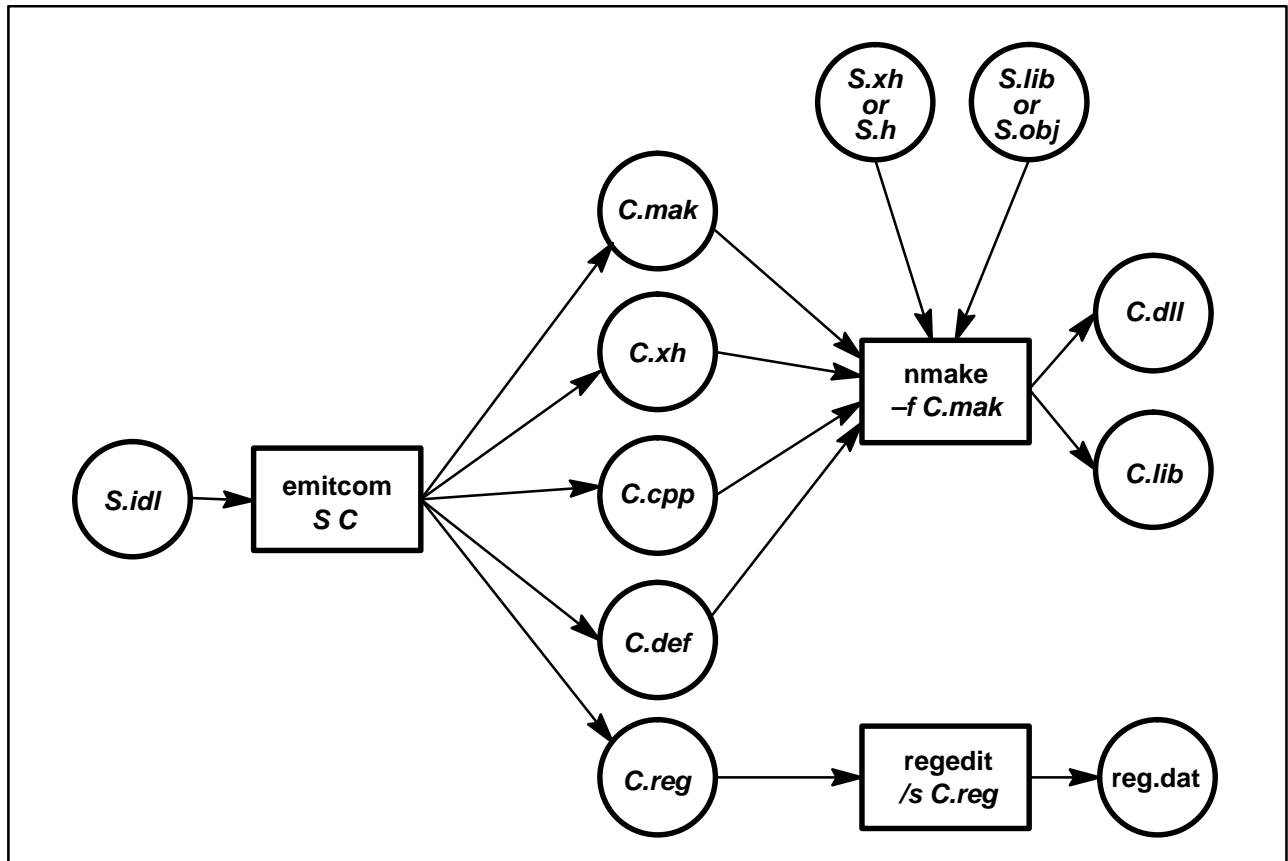 S.xh
or
S.h
S.lib
or
S.obj
C.mak
C.xh
nmake
–f C.mak
C.dll
C.lib
S.idl
emitcom
S C
C.cpp
C.def
C.reg
regedit
/s C.reg
reg.dat